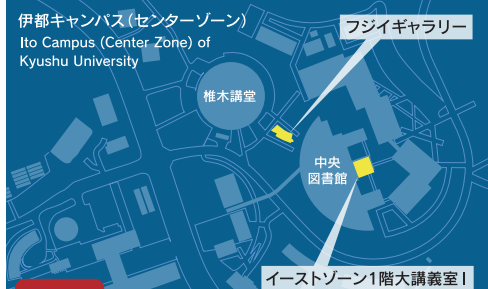 伊都キャンパス(センターゾーン)
Ito Campus (Center Zone) of
Kyushu University
フジイギャラリー
椎木講堂
中央
図書館
イーストゾーン1階大講義室I